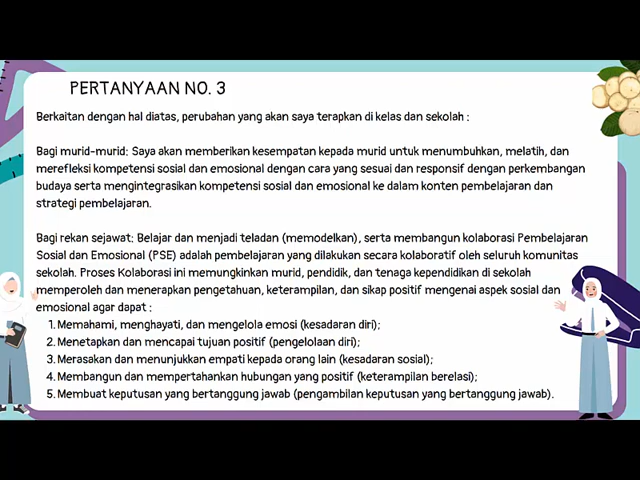 PERTANYAAN NO. 3
Berkaitan dengan hal diatas, perubahan yang akan saya terapkan di kelas dan sekolah :
Bagi murid-murid: Saya akan memberikan kesempatan kepada murid untuk menumbuhkan, melatih, dan
merefleksi kompetensi sosial dan emosional dengan cara yang sesuai dan responsif dengan perkembangan
budaya serta mengintegrasikan kompetensi sosial dan emosional ke dalam konten pembelajaran dan
strategi pembelajaran.
Bagi rekan sejawat: Belajar dan menjadi teladan (memodelkan), serta membangun kolaborasi Pembelajaran
Sosial dan Emosional (PSE) adalah pembelajaran yang dilakukan secara kolaboratif oleh seluruh komunitas
sekolah. Proses Kolaborasi ini memungkinkan murid, pendidik, dan tenaga kependidikan di sekolah
memperoleh dan menerapkan pengetahuan, keterampilan, dan sikap positif mengenai aspek sosial dan
emosional agar dapat :
1. Memahami, menghayati, dan mengelola emosi (kesadaran diri);
2. Menetapkan dan mencapai tujuan positif (pengelolaan diri);
3. Merasakan dan menunjukkan empati kepada orang lain (kesadaran sosial);
4. Membangun dan mempertahankan hubungan yang positif (keterampilan berelasi);
5. Membuat keputusan yang bertanggung jawab (pengambilan keputusan yang bertanggung jawab).